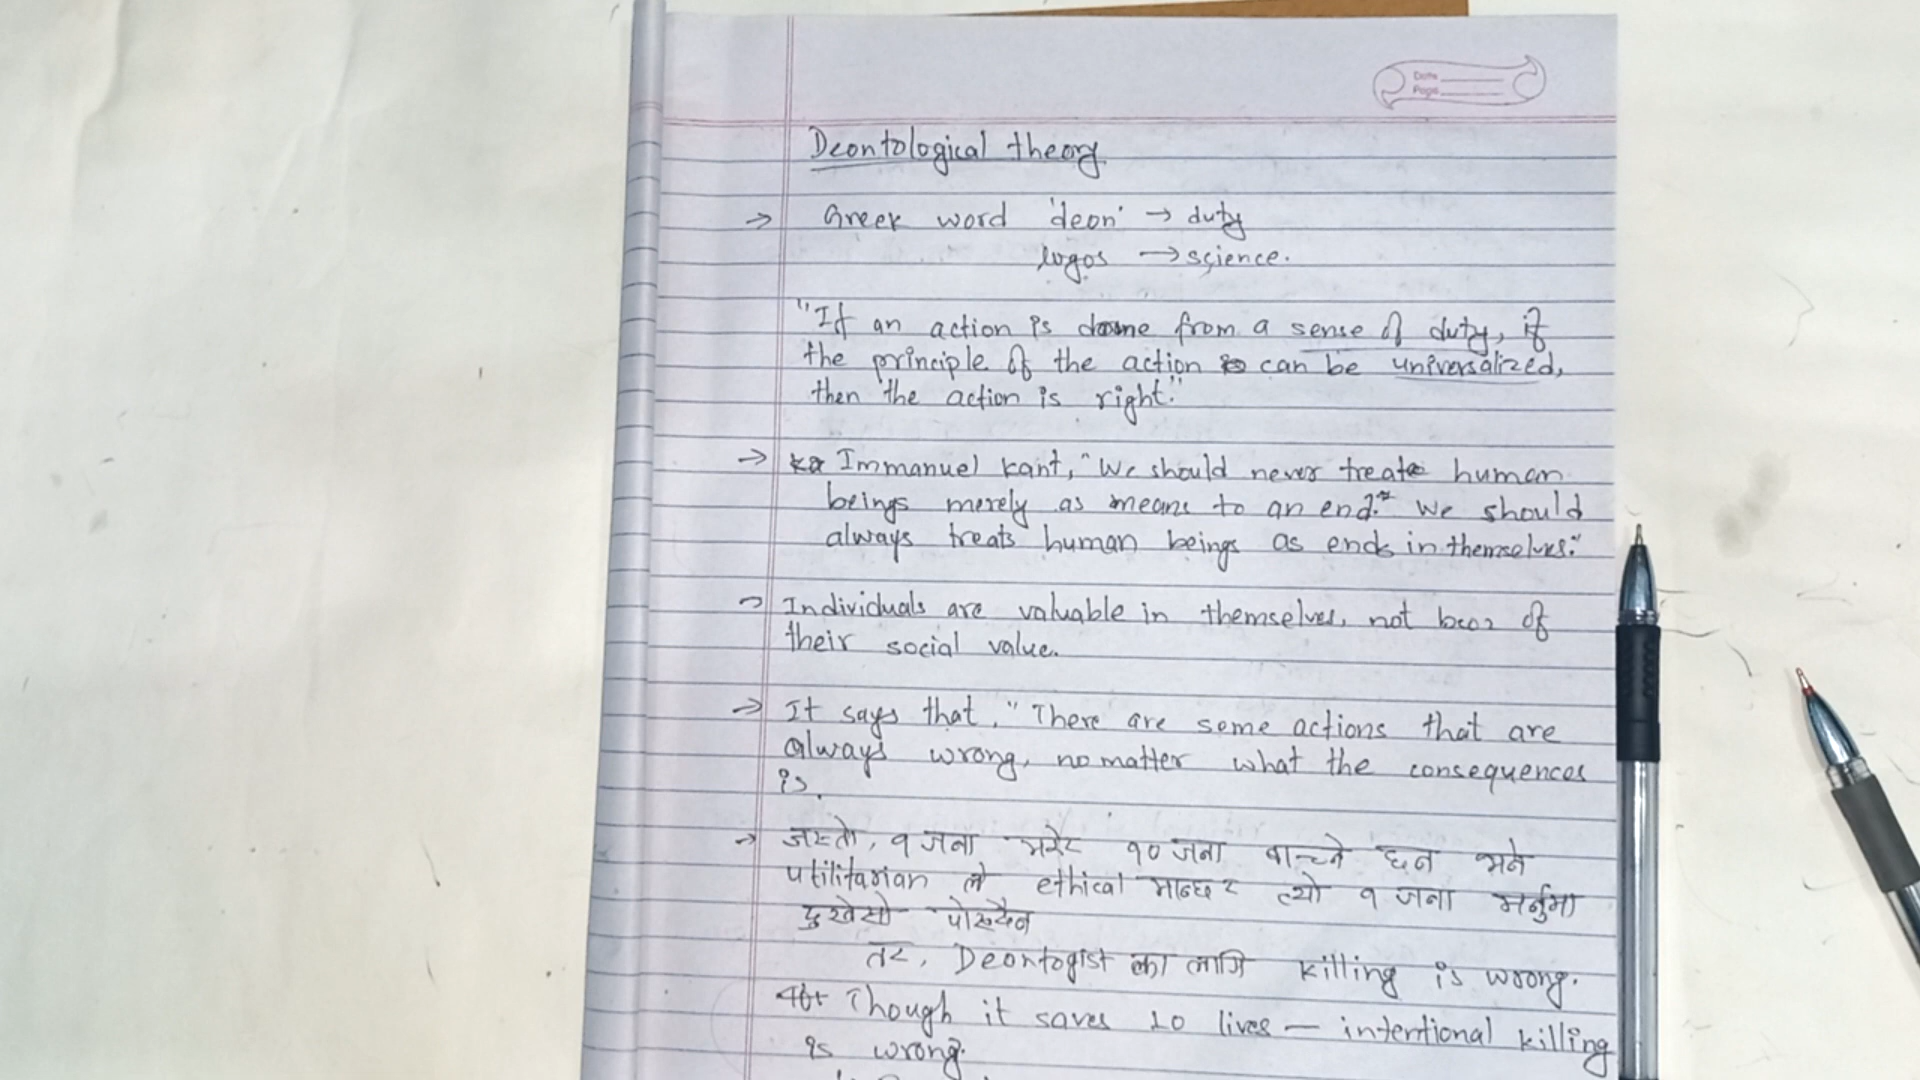 Date
Page
Deontological theory
→ Greek word 'deon' → duty
logos → science.
"If an action is done from a sense of duty, if
the principle of the action can be universalized,
then the action is right."
→ Immanuel kant, "We should never treat human
beings merely as means to an end." We should
always treats human beings as ends in themselves."
→ Individuals are valuable in themselves, not bcoz of
their social value.
→ It says that, "There are some actions that are
always wrong, no matter what the consequences
is.
→ जस्तो, १ जना मरेर १० जना बाच्ने छन भने
utilitarian ले ethical मान्छ र त्यो १ जना मर्नुमा
तर, Deontogist का लागि killing is wrong.
Though it saves 10 lives — intentional killing
is wrong.